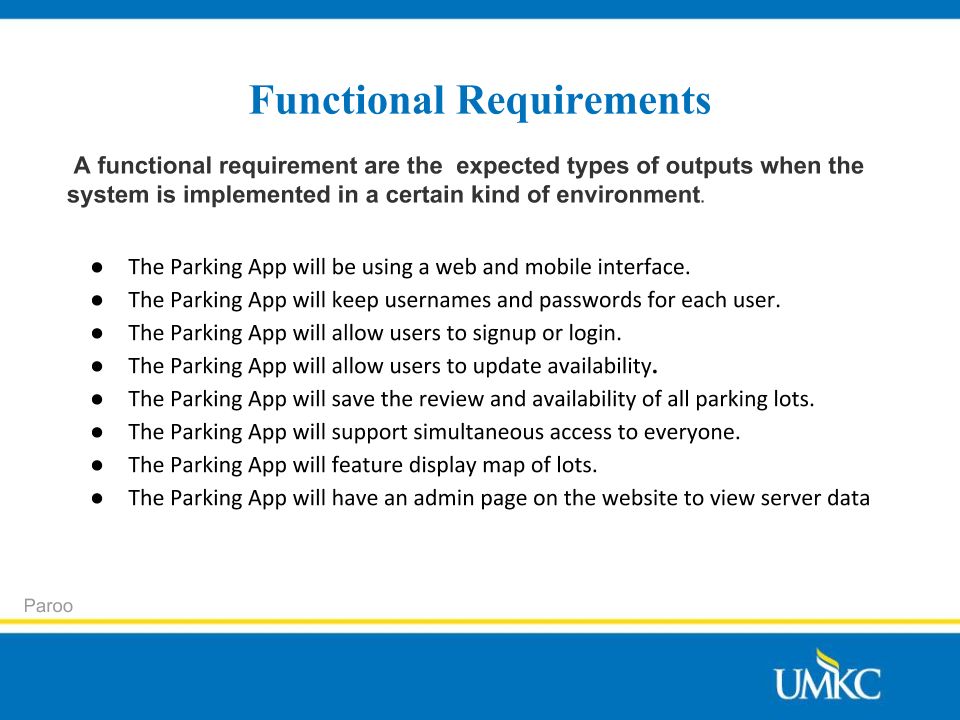 Functional Requirements
A functional requirement are the  expected types of outputs when the
system is implemented in a certain kind of environment.
● The Parking App will be using a web and mobile interface.
● The Parking App will keep usernames and passwords for each user.
● The Parking App will allow users to signup or login.
● The Parking App will allow users to update availability.
● The Parking App will save the review and availability of all parking lots.
● The Parking App will support simultaneous access to everyone.
● The Parking App will feature display map of lots.
● The Parking App will have an admin page on the website to view server data
Paroo
UMKC